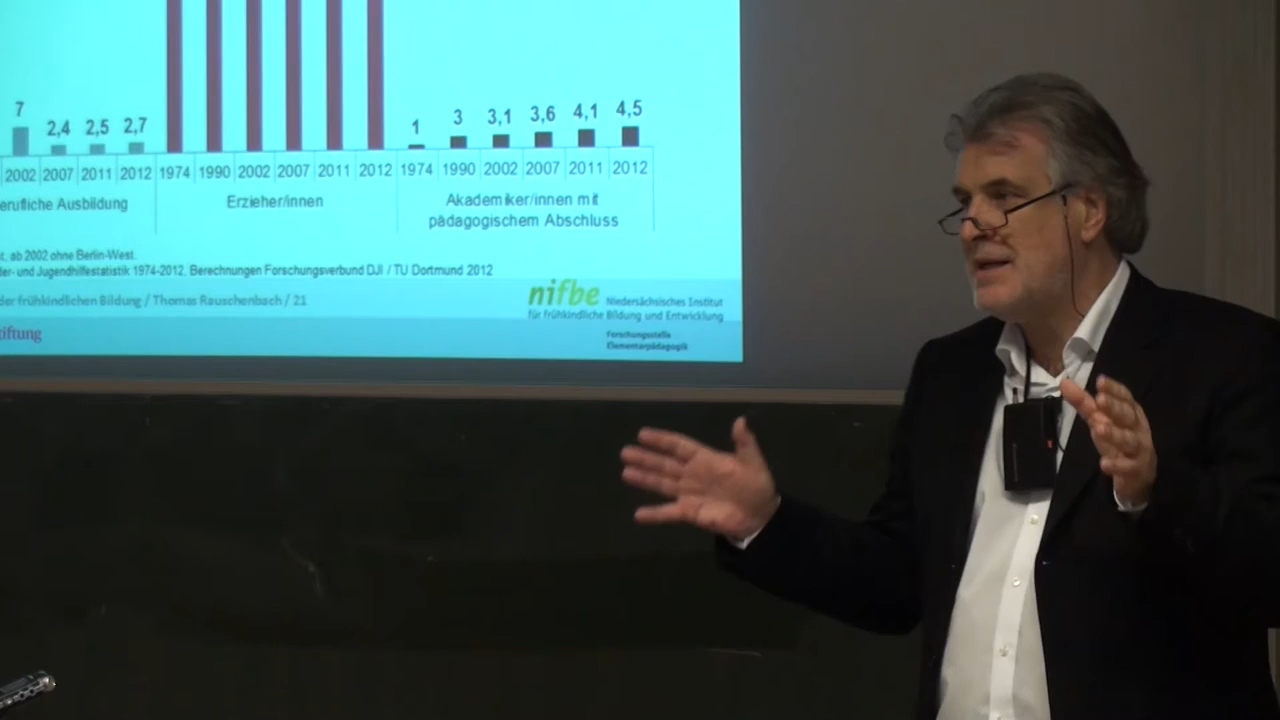 7 2,4 2,5 2,7 1 3 3,1 3,6 4,1 4,5
2002 2007 2011 2012 1974 1990 2002 2007 2011 2012 1974 1990 2002 2007 2011 2012
erufliche Ausbildung
Erzieher/innen
Akademiker/innen mit
pädagogischem Abschluss
t, ab 2002 ohne Berlin-West.
er- und Jugendhilfestatistik 1974-2012, Berechnungen Forschungsverbund DJI / TU Dortmund 2012
der frühkindlichen Bildung / Thomas Rauschenbach / 21
nifbe Niedersächsisches Institut
für frühkindliche Bildung und Entwicklung
Forschungsstelle
Elementarpädagogik
tiftung